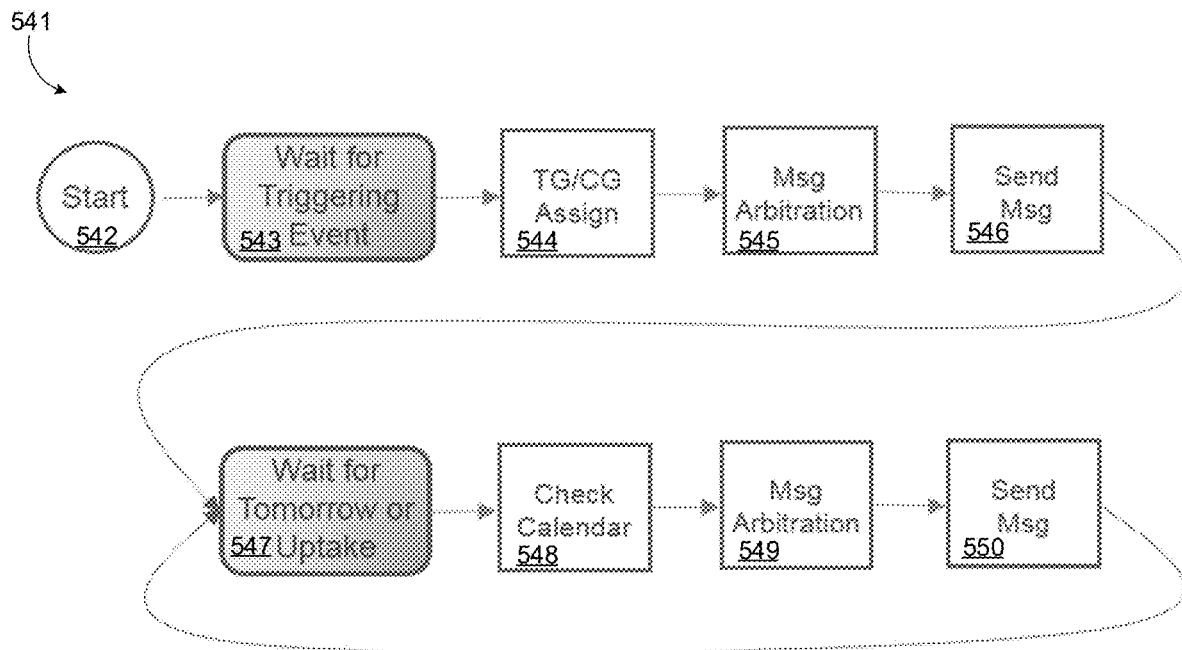 541
Start
542
Wait for
Triggering
543 Event
TG/CG
Assign
544
Msg
Arbitration
545
Send
Msg
546
Wait for
Tomorrow or
547 Uptake
Check
Calendar
548
Msg
Arbitration
549
Send
Msg
550